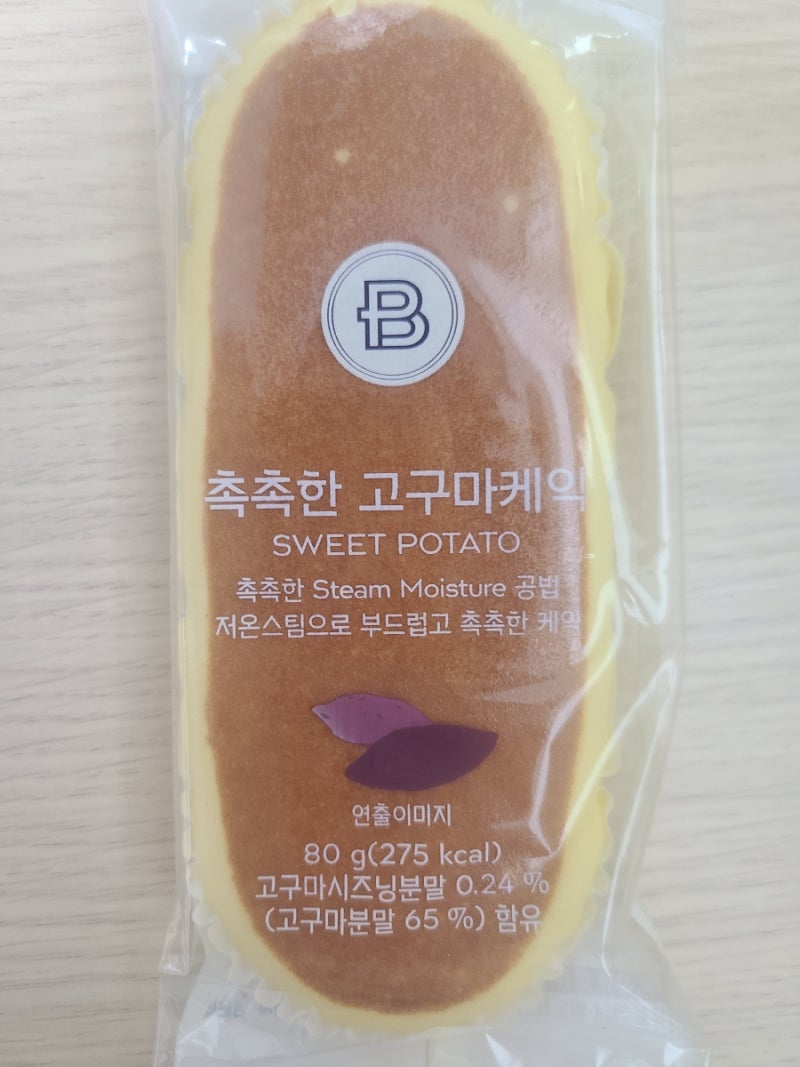 B
촉촉한 고구마케익
SWEET POTATO
촉촉한 Steam Moisture 공법
저온스팀으로 부드럽고 촉촉한 케익
연출이미지
80 g(275 kcal)
고구마시즈닝분말 0.24 %
(고구마분말 65 %) 함유